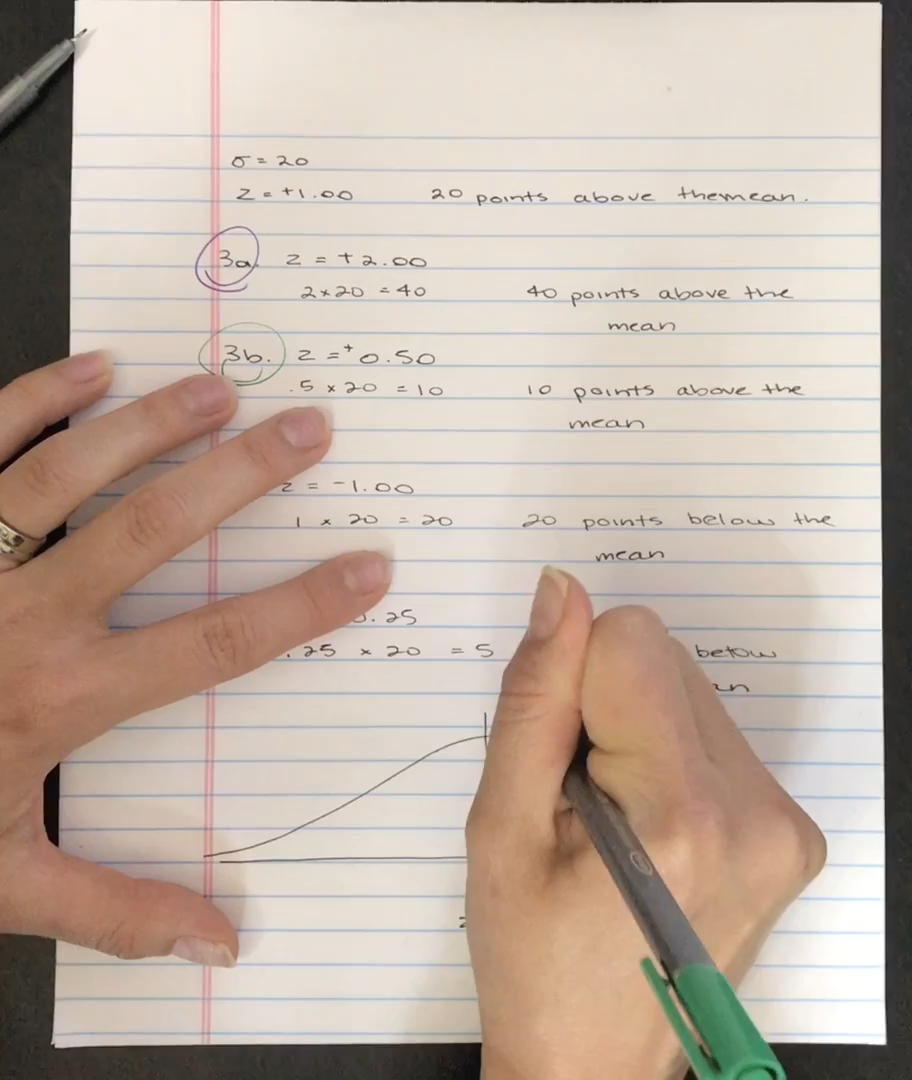 σ = 20
z = +1.00 20 points above themean.
3a. z = +2.00
2 × 20 = 40 40 points above the
mean
3b. z = +0.50
.5 × 20 = 10 10 points above the
mean
z = -1.00
1 × 20 = 20 20 points below the
mean
.25
.25 × 20 = 5 below